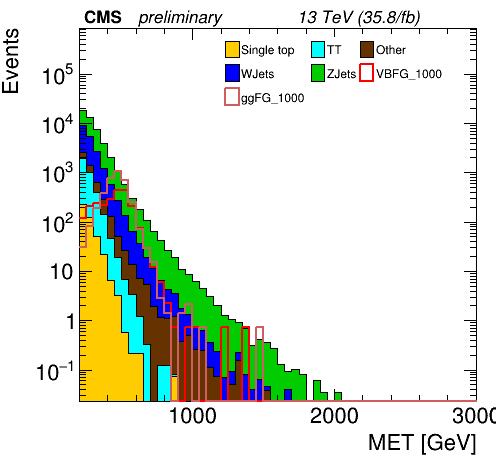 CMS preliminary 13 TeV (35.8/fb)
Events
Single top TT Other
WJets ZJets VBFG_1000
ggFG_1000
10^5
10^4
10^3
10^2
10
1
10^−1
1000 2000 3000
MET [GeV]